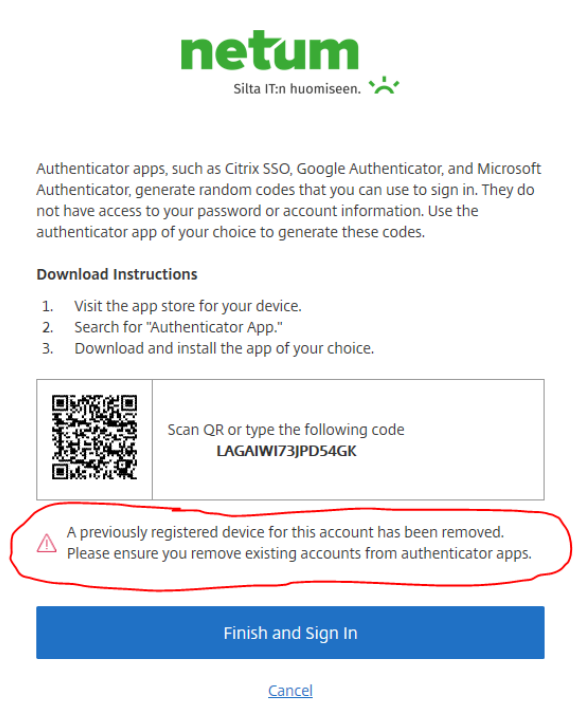 netum
Silta IT:n huomiseen.
Authenticator apps, such as Citrix SSO, Google Authenticator, and Microsoft
Authenticator, generate random codes that you can use to sign in. They do
not have access to your password or account information. Use the
authenticator app of your choice to generate these codes.
Download Instructions
1. Visit the app store for your device.
2. Search for "Authenticator App."
3. Download and install the app of your choice.
Scan QR or type the following code
LAGAIWI73JPD54GK
A previously registered device for this account has been removed.
Please ensure you remove existing accounts from authenticator apps.
Finish and Sign In
Cancel